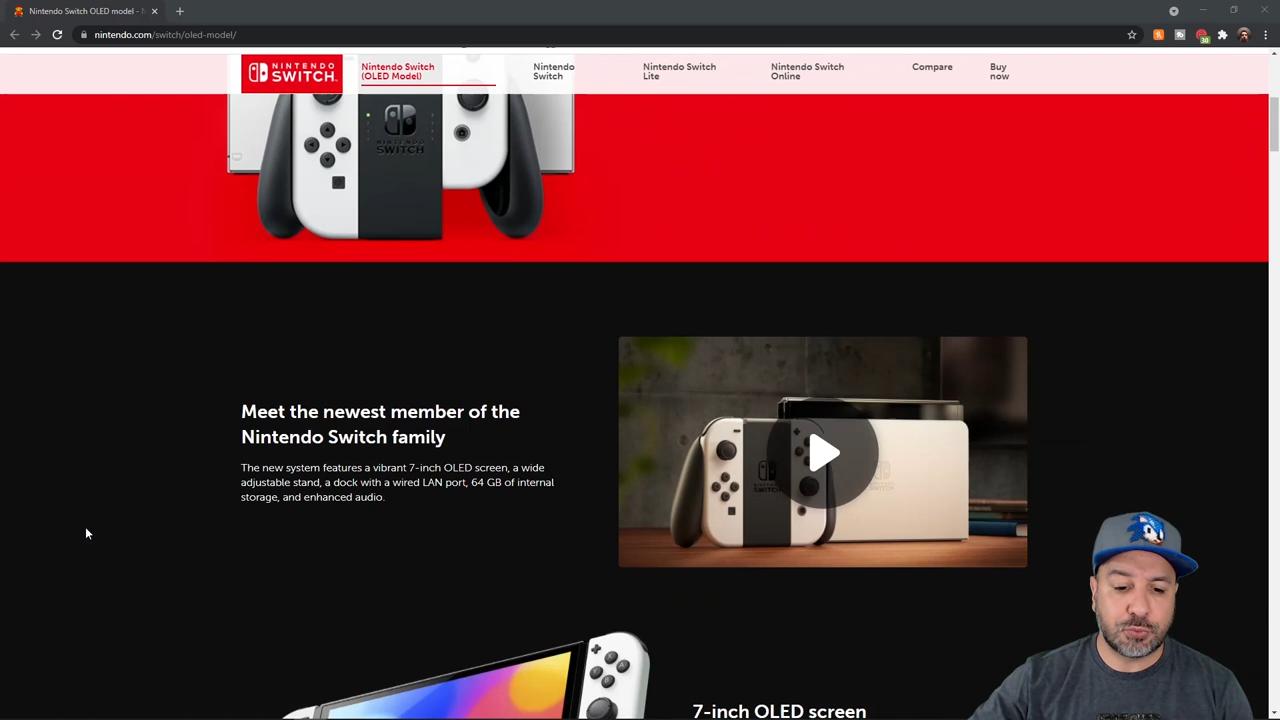 Nintendo Switch OLED model -
nintendo.com/switch/oled-model/
30
NINTENDO
SWITCH
Nintendo Switch
(OLED Model)
Nintendo
Switch
Nintendo Switch
Lite
Nintendo Switch
Online
Compare
Buy
now
NINTENDO
SWITCH
Meet the newest member of the
Nintendo Switch family
The new system features a vibrant 7-inch OLED screen, a wide
adjustable stand, a dock with a wired LAN port, 64 GB of internal
storage, and enhanced audio.
7-inch OLED screen